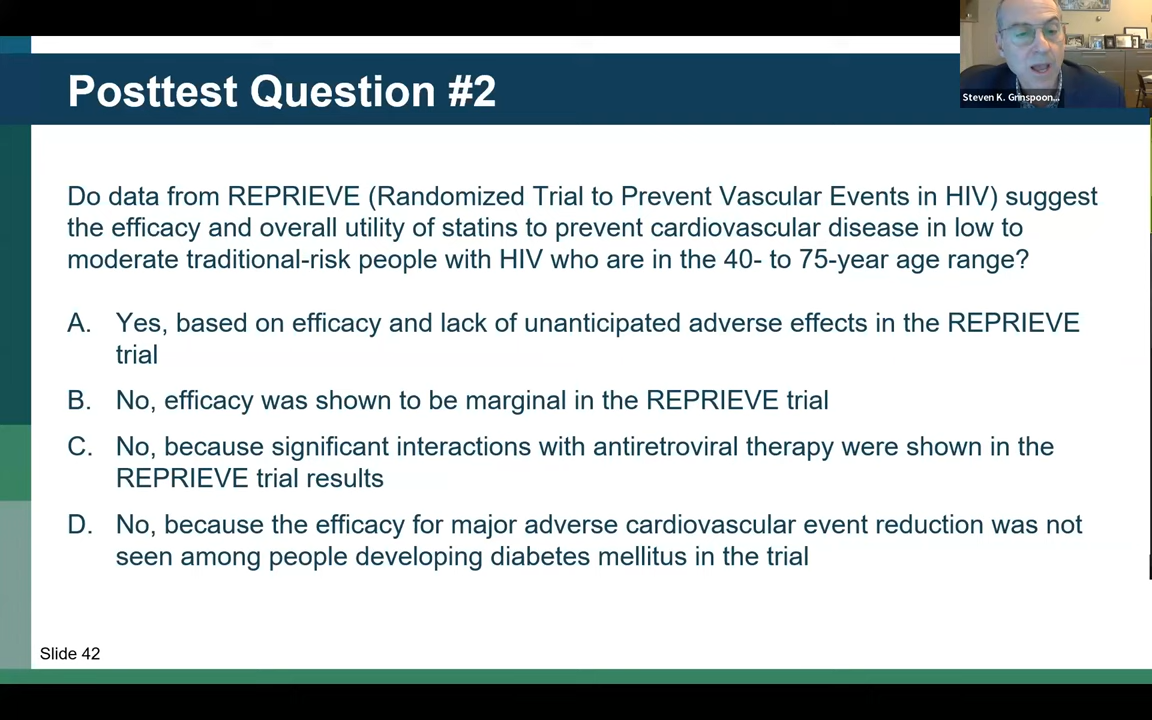 Posttest Question #2
Steven K. Grinspoon...
Do data from REPRIEVE (Randomized Trial to Prevent Vascular Events in HIV) suggest
the efficacy and overall utility of statins to prevent cardiovascular disease in low to
moderate traditional-risk people with HIV who are in the 40- to 75-year age range?
A. Yes, based on efficacy and lack of unanticipated adverse effects in the REPRIEVE
trial
B. No, efficacy was shown to be marginal in the REPRIEVE trial
C. No, because significant interactions with antiretroviral therapy were shown in the
REPRIEVE trial results
D. No, because the efficacy for major adverse cardiovascular event reduction was not
seen among people developing diabetes mellitus in the trial
Slide 42